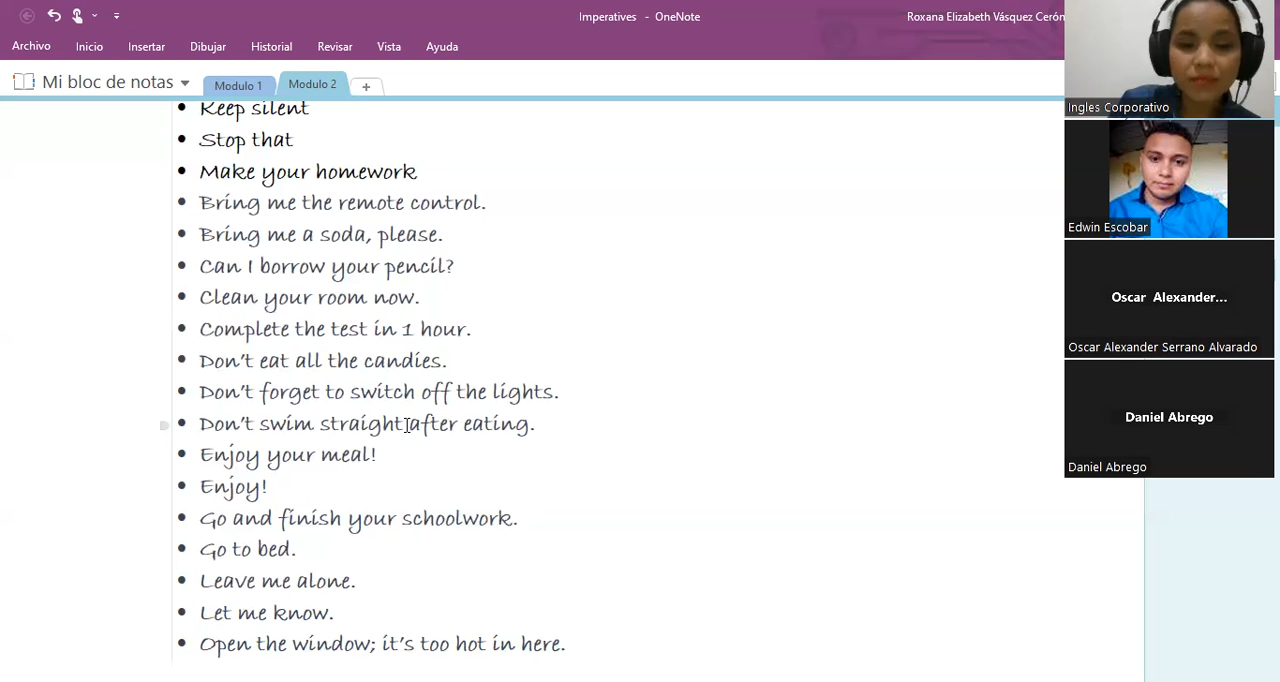 Imperatives - OneNote
Roxana Elizabeth Vásquez Cerón
Archivo Inicio Insertar Dibujar Historial Revisar Vista Ayuda
Mi bloc de notas Modulo 1 Modulo 2 +
• Keep silent
• Stop that
• Make your homework
• Bring me the remote control.
• Bring me a soda, please.
• Can I borrow your pencil?
• Clean your room now.
• Complete the test in 1 hour.
• Don't eat all the candies.
• Don't forget to switch off the lights.
• Don't swim straight after eating.
• Enjoy your meal!
• Enjoy!
• Go and finish your schoolwork.
• Go to bed.
• Leave me alone.
• Let me know.
• Open the window; it's too hot in here.
Ingles Corporativo
Edwin Escobar
Oscar Alexander...
Oscar Alexander Serrano Alvarado
Daniel Abrego
Daniel Abrego